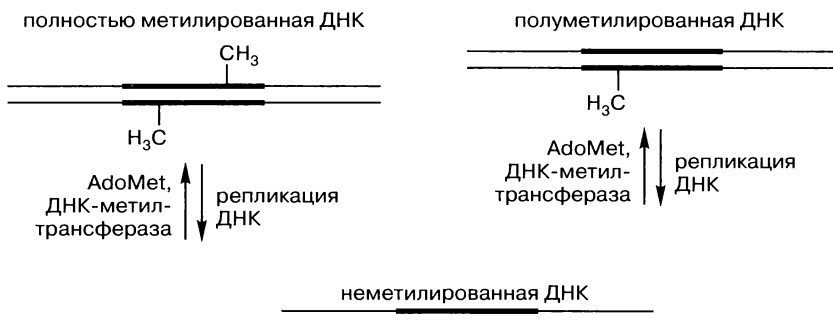 полностью метилированная ДНК
полуметилированная ДНК
CH3
H3C
H3C
AdoMet,
ДНК-метил-
трансфераза
репликация
ДНК
AdoMet,
ДНК-метил-
трансфераза
репликация
ДНК
неметилированная ДНК